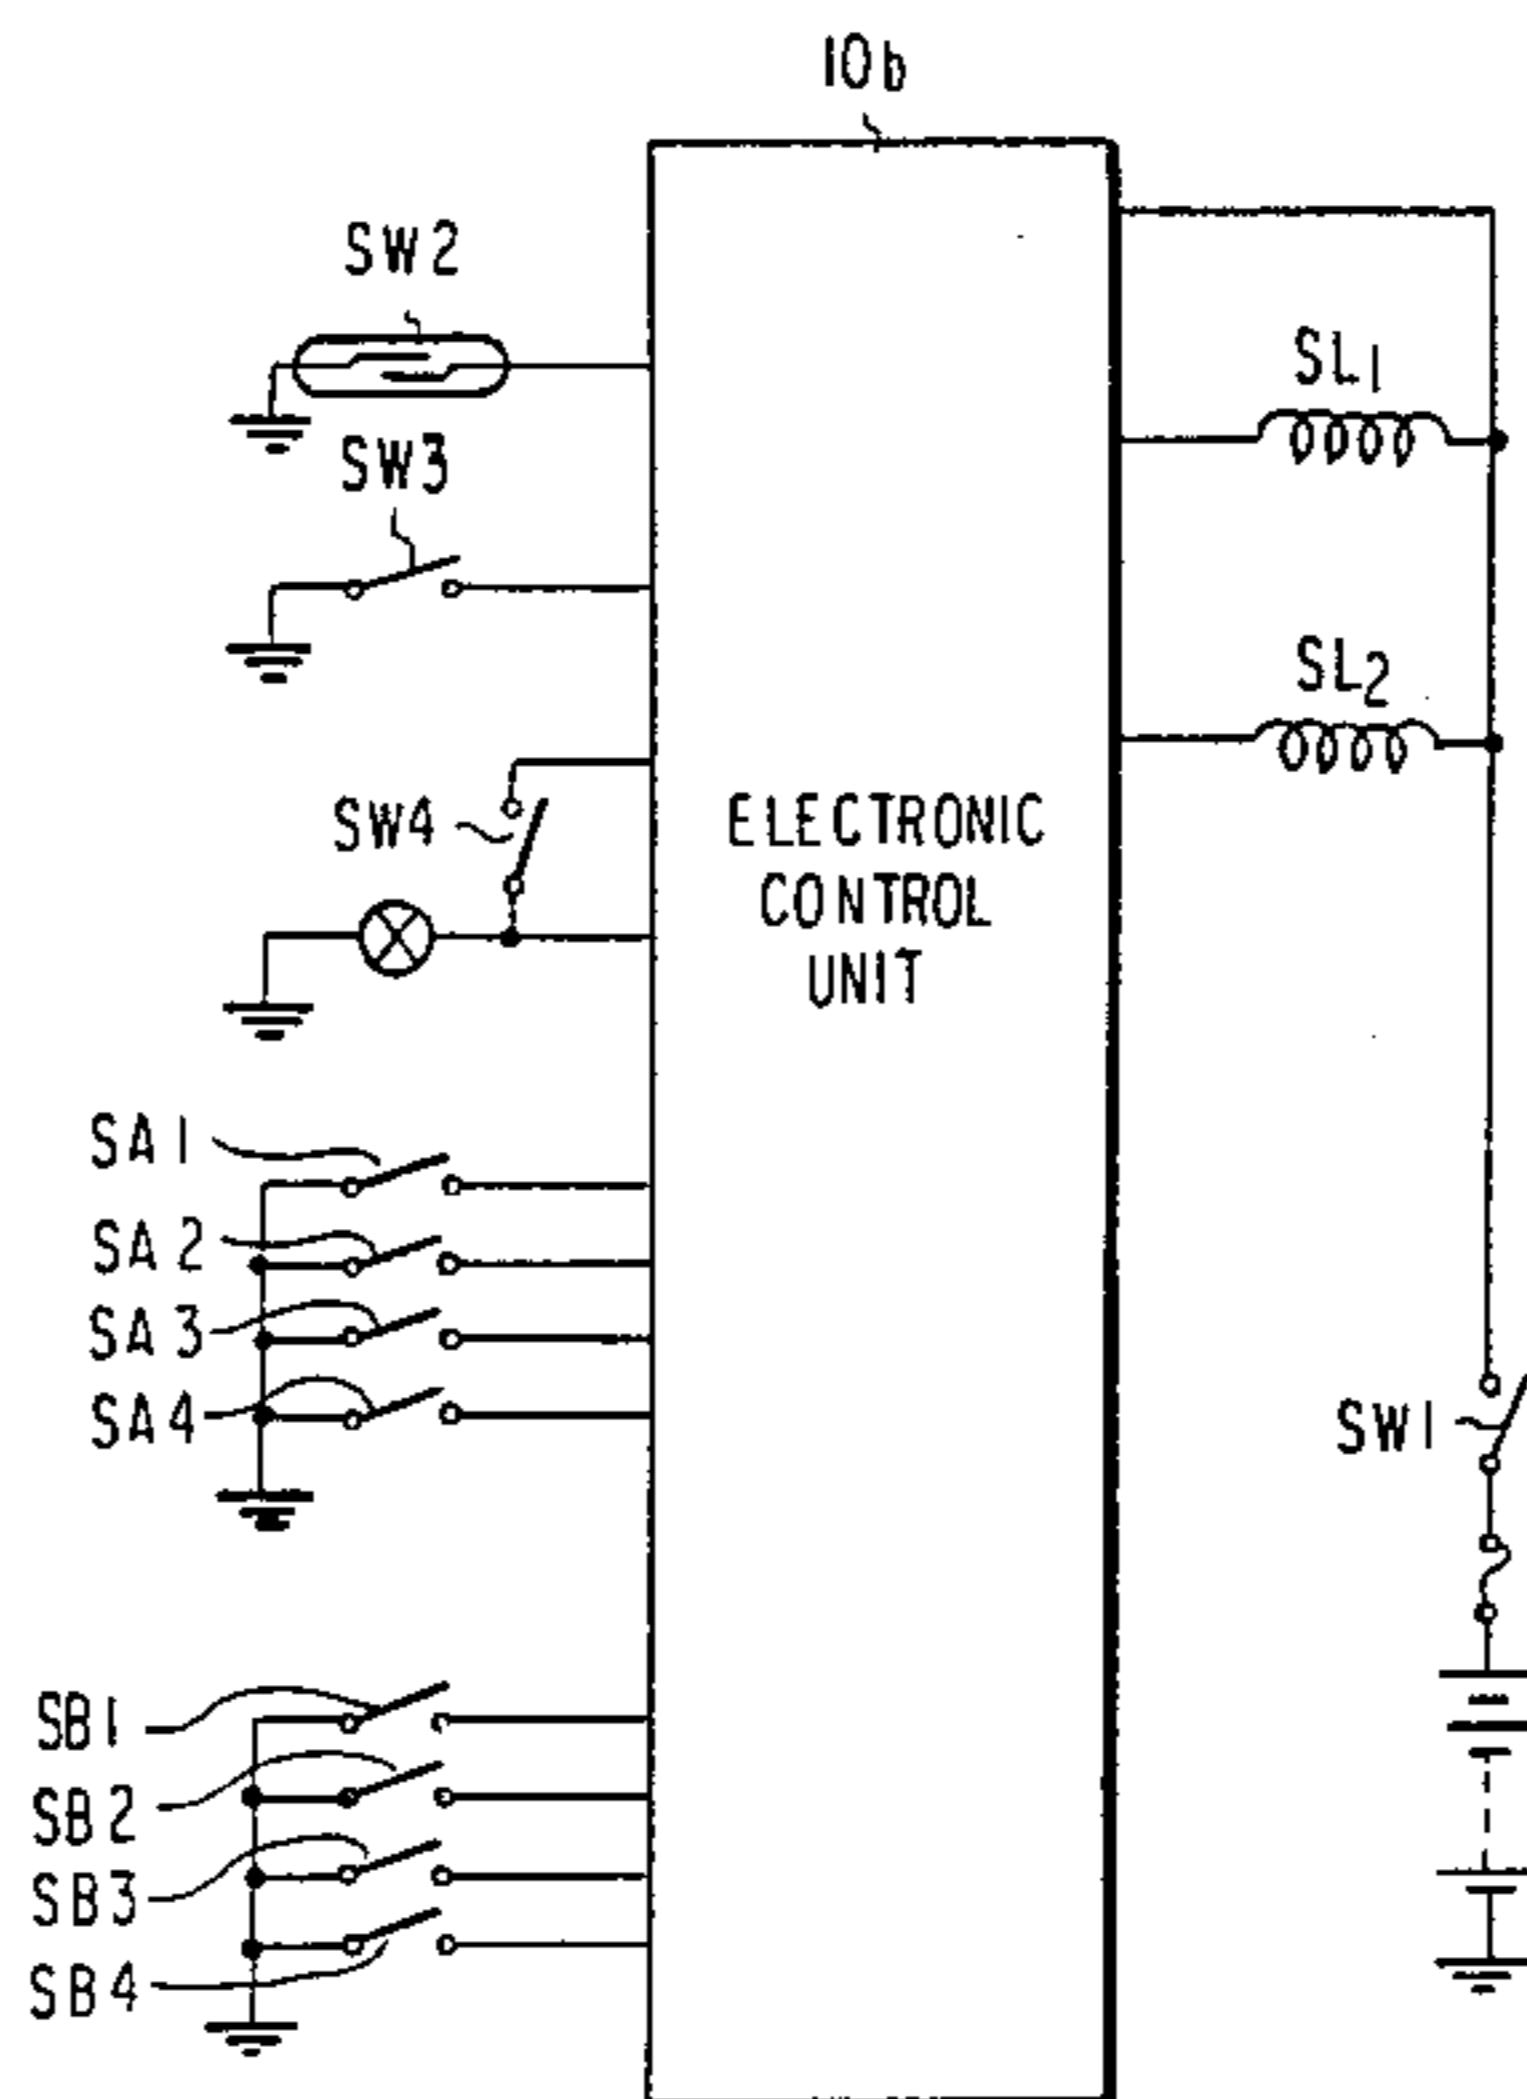 10b
SW2
SL1
SW3
SL2
SW4
ELECTRONIC
CONTROL
UNIT
SA1
SA2
SA3
SA4
SW1
SB1
SB2
SB3
SB4